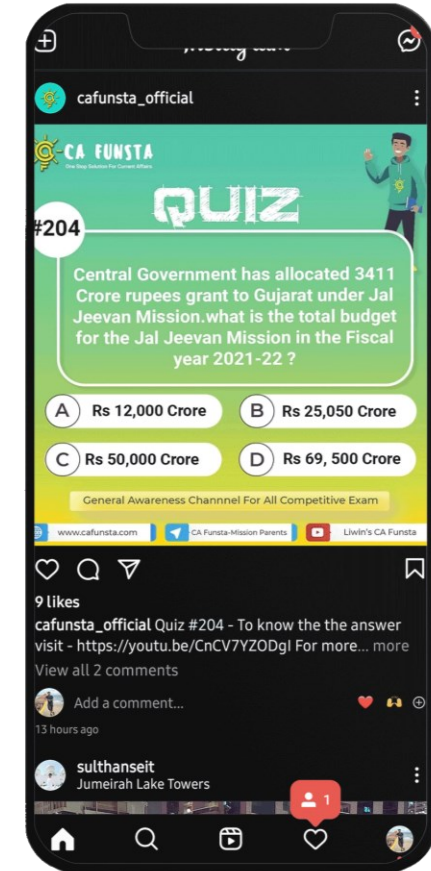 cafunsta_official
CA FUNSTA
One Stop Solution For Current Affairs
QUIZ
#204
Central Government has allocated 3411
Crore rupees grant to Gujarat under Jal
Jeevan Mission.what is the total budget
for the Jal Jeevan Mission in the Fiscal
year 2021-22 ?
A Rs 12,000 Crore
B Rs 25,050 Crore
C Rs 50,000 Crore
D Rs 69, 500 Crore
General Awareness Channnel For All Competitive Exam
www.cafunsta.com
CA Funsta-Mission Parents
Liwin's CA Funsta
9 likes
cafunsta_official Quiz #204 - To know the the answer
visit - https://youtu.be/CnCV7YZODgI For more... more
View all 2 comments
Add a comment...
13 hours ago
sulthanseit
Jumeirah Lake Towers
1